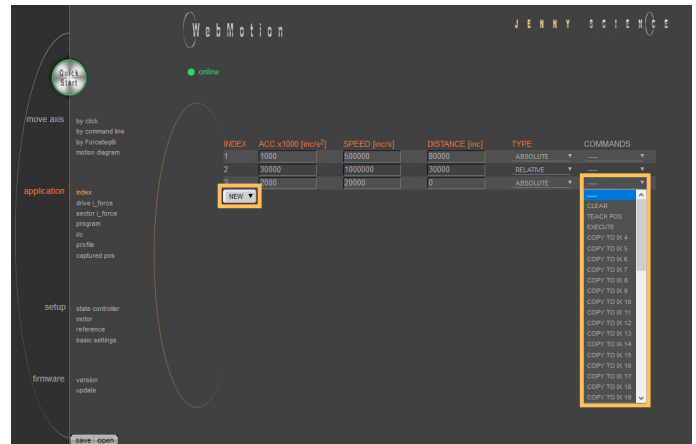 WebMotion
JENNY SCIENCE
Quick
Start
online
move axis
by click
by command line
by ForceteqB
motion diagram
INDEX ACC x1000 [inc/s²] SPEED [inc/s] DISTANCE [inc] TYPE COMMANDS
1 1000 500000 80000 ABSOLUTE ----
2 30000 1000000 30000 RELATIVE ----
3 2000 20000 0 ABSOLUTE ----
NEW
application
index
drive i_force
sector i_force
program
i/o
profile
captured pos
----
CLEAR
TEACH POS
EXECUTE
COPY TO IX 4
COPY TO IX 5
COPY TO IX 6
COPY TO IX 7
COPY TO IX 8
COPY TO IX 9
COPY TO IX 10
COPY TO IX 11
COPY TO IX 12
COPY TO IX 13
COPY TO IX 14
COPY TO IX 15
COPY TO IX 16
COPY TO IX 17
COPY TO IX 18
COPY TO IX 19
setup
state controller
motor
reference
basic settings
firmware
version
update
save open